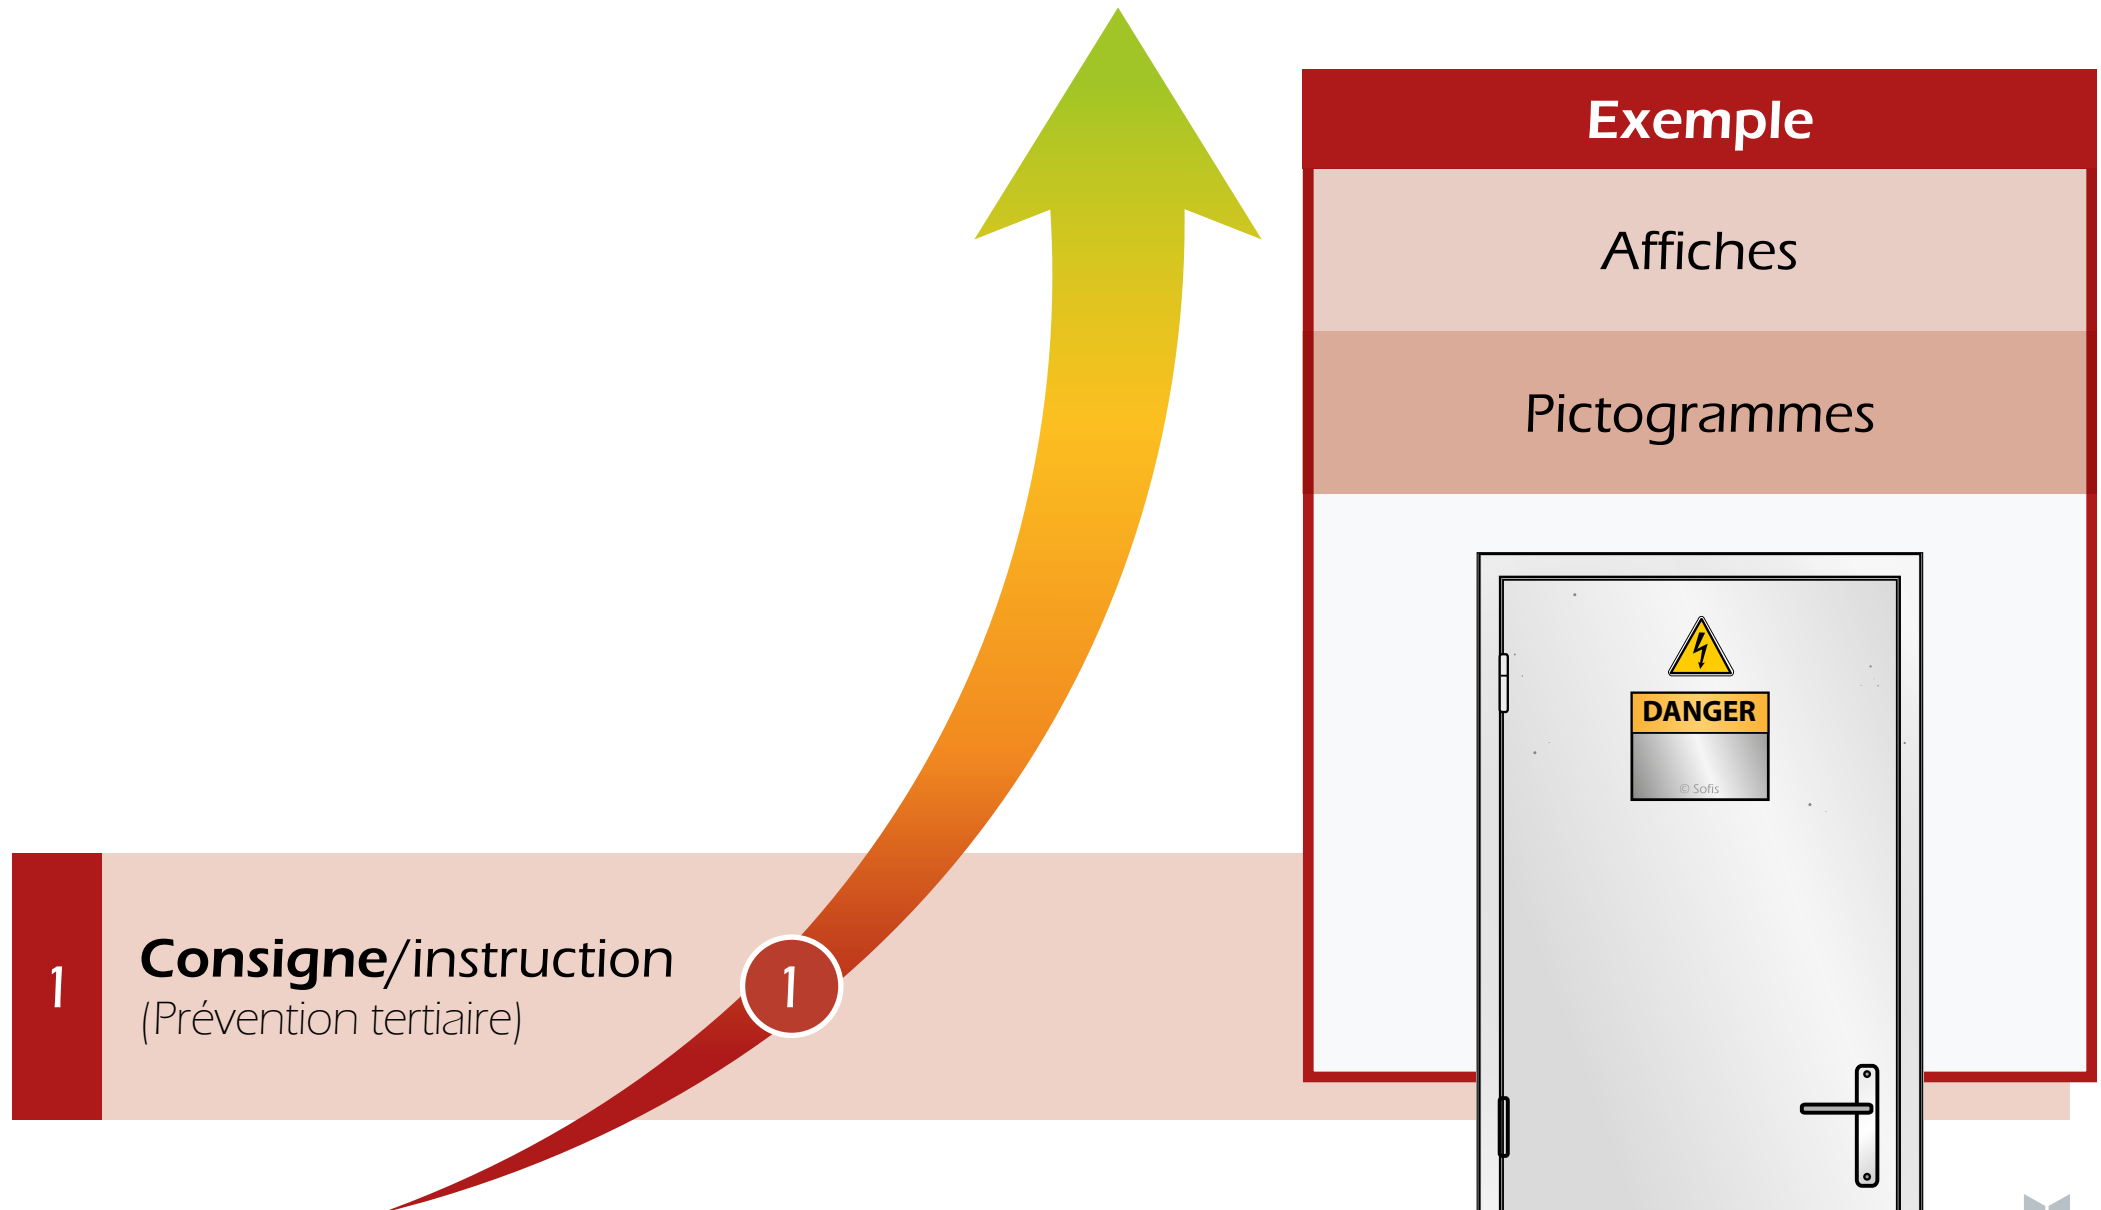 Exemple
Affiches
Pictogrammes
DANGER
© Sofis
1
Consigne/instruction
(Prévention tertiaire)
1